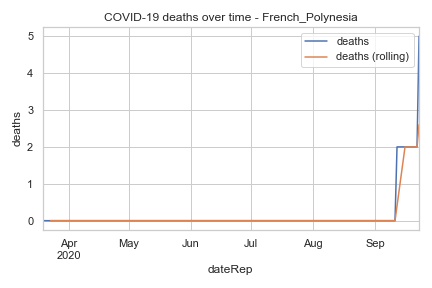 COVID-19 deaths over time - French_Polynesia
deaths
deaths (rolling)
5
4
3
2
1
0
deaths
Apr
2020
May
Jun
Jul
Aug
Sep
dateRep